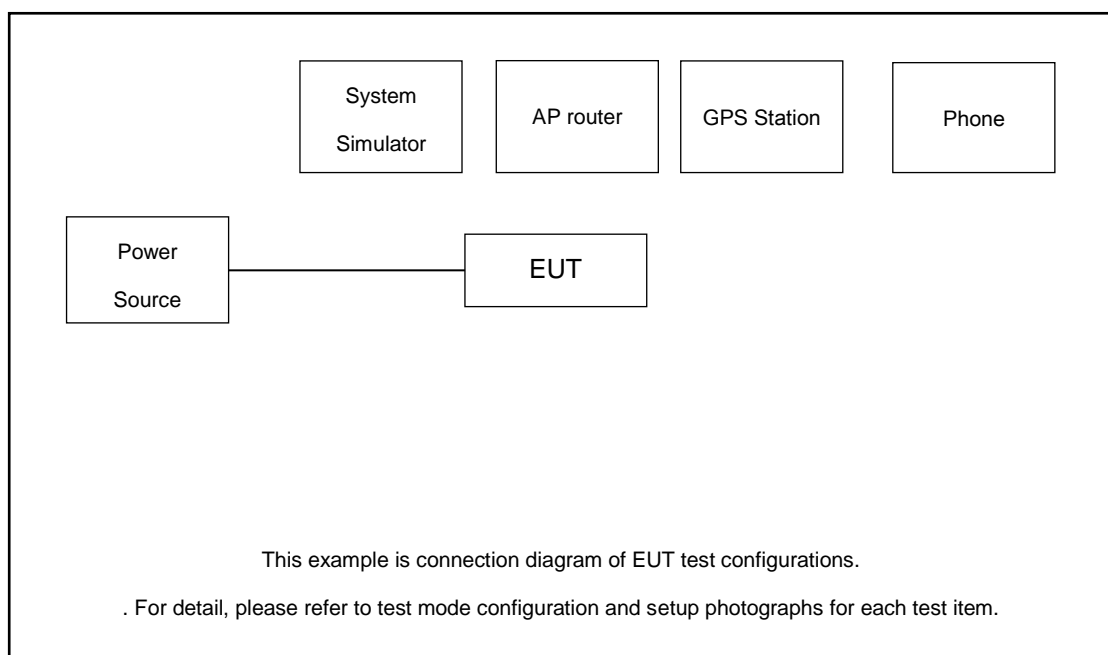 System
Simulator
AP router
GPS Station
Phone
Power
Source
EUT
This example is connection diagram of EUT test configurations.
. For detail, please refer to test mode configuration and setup photographs for each test item.